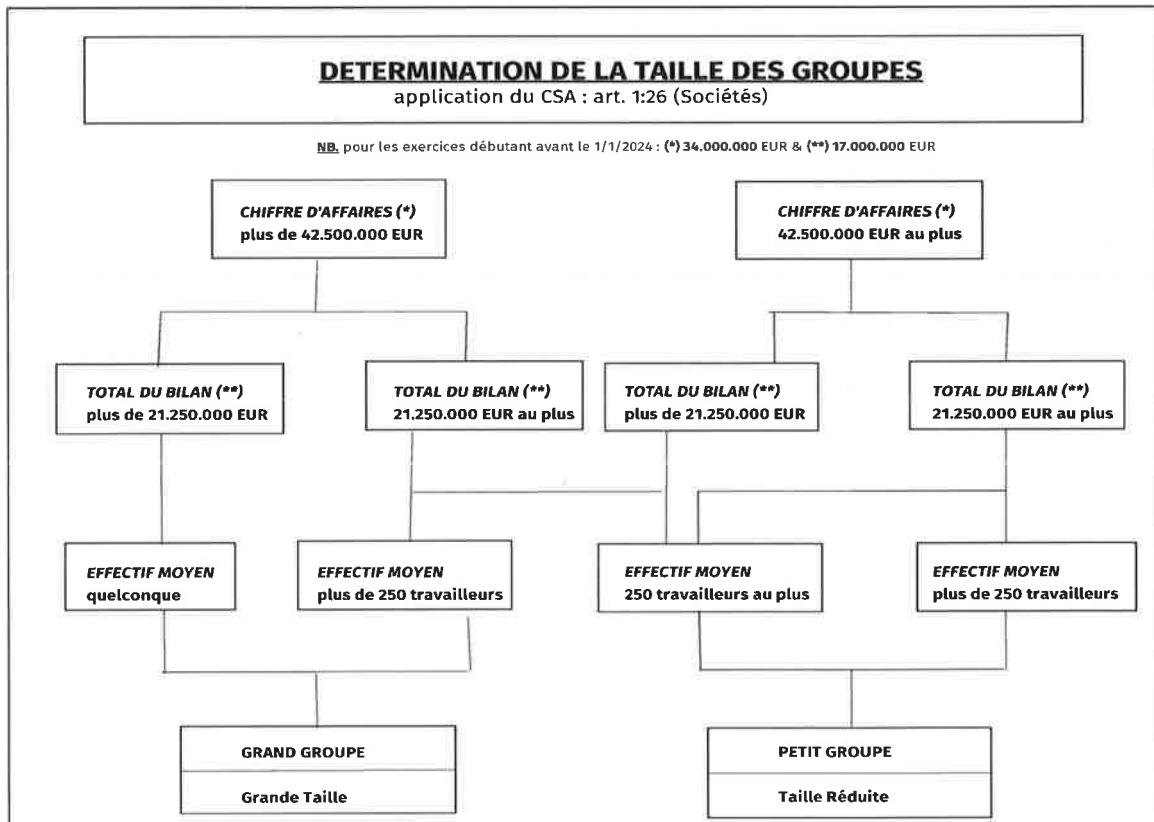 DETERMINATION DE LA TAILLE DES GROUPES
application du CSA : art. 1:26 (Sociétés)
NB. pour les exercices débutant avant le 1/1/2024 : (*) 34.000.000 EUR & (**) 17.000.000 EUR
CHIFFRE D'AFFAIRES (*)
plus de 42.500.000 EUR
CHIFFRE D'AFFAIRES (*)
42.500.000 EUR au plus
TOTAL DU BILAN (**)
plus de 21.250.000 EUR
TOTAL DU BILAN (**)
21.250.000 EUR au plus
TOTAL DU BILAN (**)
plus de 21.250.000 EUR
TOTAL DU BILAN (**)
21.250.000 EUR au plus
EFFECTIF MOYEN
quelconque
EFFECTIF MOYEN
plus de 250 travailleurs
EFFECTIF MOYEN
250 travailleurs au plus
EFFECTIF MOYEN
plus de 250 travailleurs
GRAND GROUPE
Grande Taille
PETIT GROUPE
Taille Réduite